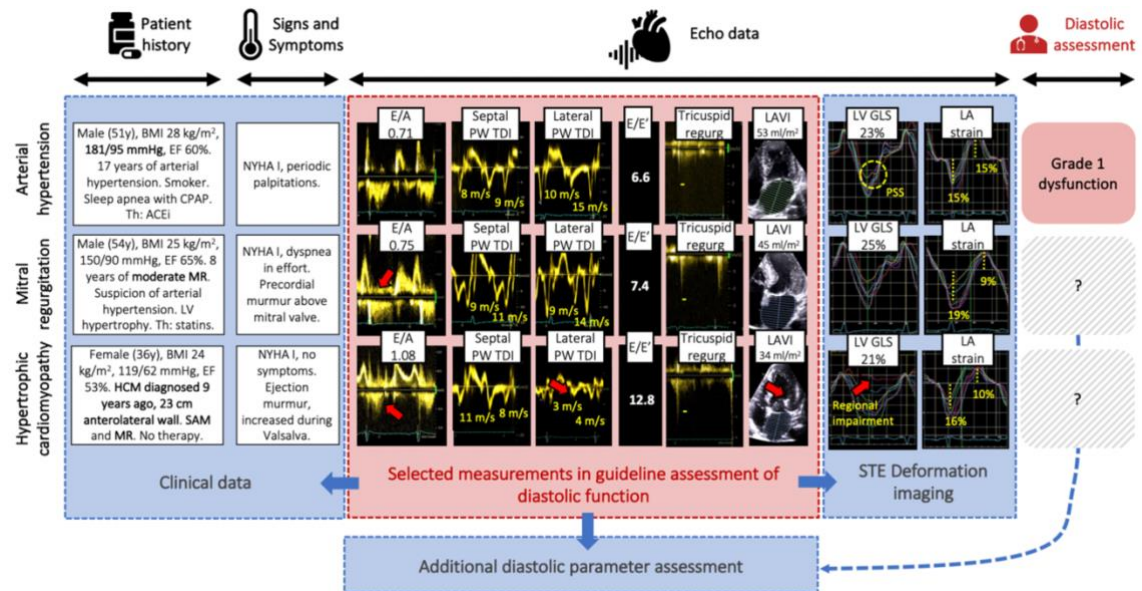 Patient
history
Signs and
Symptoms
Echo data
Diastolic
assessment
Arterial
hypertension
Male (51y), BMI 28 kg/m²,
181/95 mmHg, EF 60%.
17 years of arterial
hypertension. Smoker.
Sleep apnea with CPAP.
Th: ACEi
NYHA I, periodic
palpitations.
E/A
0.71
Septal
PW TDI
8 m/s
9 m/s
Lateral
PW TDI
10 m/s
15 m/s
E/E'
6.6
Tricuspid
regurg
LAVI
53 ml/m²
LV GLS
23%
PSS
LA
strain
15%
15%
Grade 1
dysfunction
Mitral
regurgitation
Male (54y), BMI 25 kg/m²,
150/90 mmHg, EF 65%. 8
years of moderate MR.
Suspicion of arterial
hypertension. LV
hypertrophy. Th: statins.
NYHA I, dyspnea
in effort.
Precordial
murmur above
mitral valve.
E/A
0.75
Septal
PW TDI
9 m/s
11 m/s
Lateral
PW TDI
9 m/s
14 m/s
E/E'
7.4
Tricuspid
regurg
LAVI
45 ml/m²
LV GLS
25%
LA
strain
19%
9%
?
Hypertrophic
cardiomyopathy
Female (36y), BMI 24
kg/m², 119/62 mmHg, EF
53%. HCM diagnosed 9
years ago, 23 cm
anterolateral wall. SAM
and MR. No therapy.
NYHA I, no
symptoms.
Ejection
murmur,
increased during
Valsalva.
E/A
1.08
Septal
PW TDI
11 m/s
8 m/s
Lateral
PW TDI
3 m/s
4 m/s
E/E'
12.8
Tricuspid
regurg
LAVI
34 ml/m²
LV GLS
21%
Regional
impairment
LA
strain
16%
10%
?
Clinical data
Selected measurements in guideline assessment of
diastolic function
STE Deformation
imaging
Additional diastolic parameter assessment